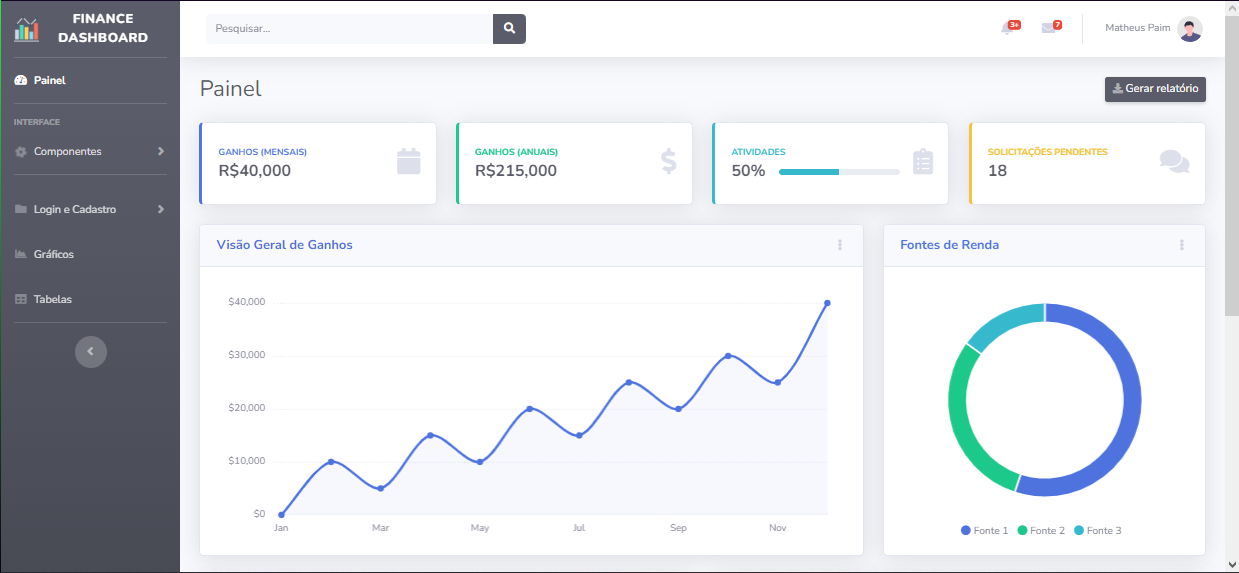 FINANCE
DASHBOARD
Pesquisar...
3+
7
Matheus Paim
Painel
INTERFACE
Componentes
Login e Cadastro
Gráficos
Tabelas
Painel
Gerar relatório
GANHOS (MENSAIS)
R$40,000
GANHOS (ANUAIS)
R$215,000
ATIVIDADES
50%
SOLICITAÇÕES PENDENTES
18
Visão Geral de Ganhos
$40,000
$30,000
$20,000
$10,000
$0
Jan Mar May Jul Sep Nov
Fontes de Renda
Fonte 1 Fonte 2 Fonte 3